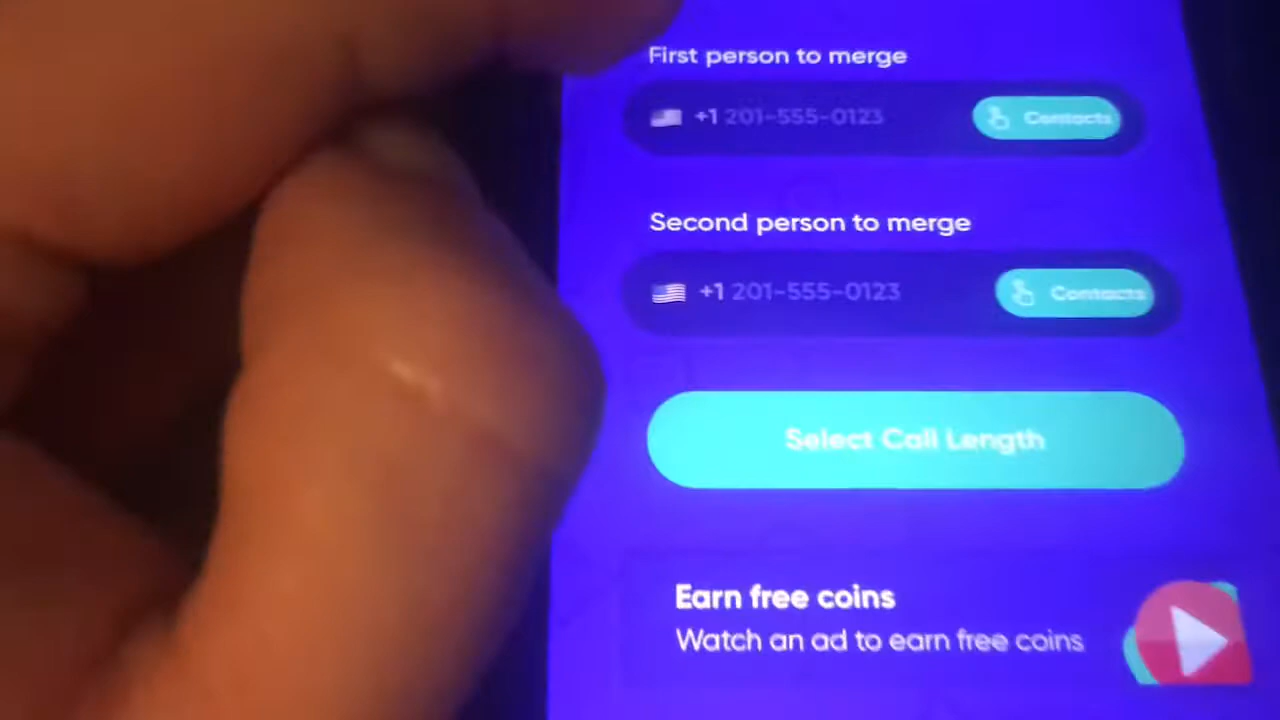 First person to merge
+1 201-555-0123
Contacts
Second person to merge
+1 201-555-0123
Contacts
Select Call Length
Earn free coins
Watch an ad to earn free coins